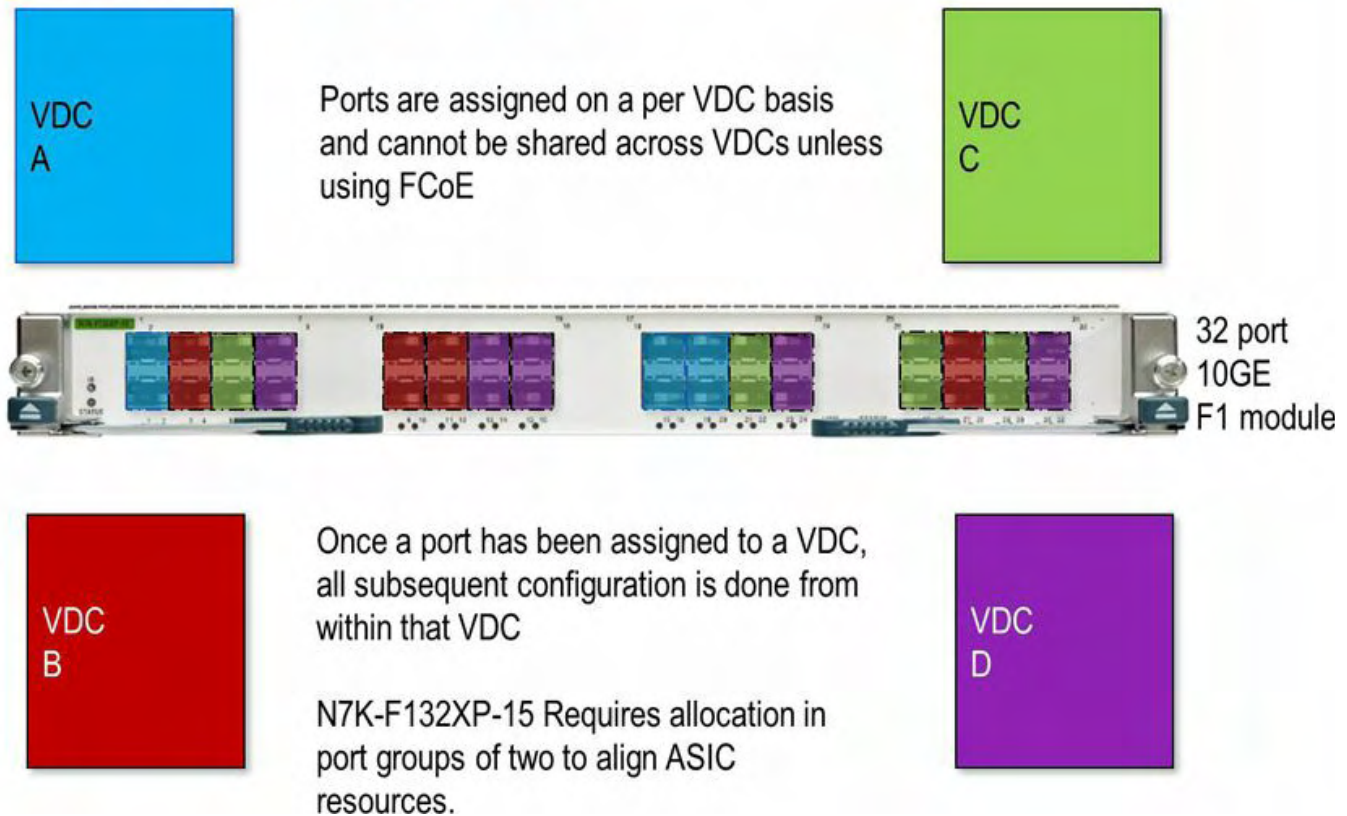 VDC
A
Ports are assigned on a per VDC basis
and cannot be shared across VDCs unless
using FCoE
VDC
C
32 port
10GE
F1 module
STATUS
VDC
B
Once a port has been assigned to a VDC,
all subsequent configuration is done from
within that VDC
N7K-F132XP-15 Requires allocation in
port groups of two to align ASIC
resources.
VDC
D